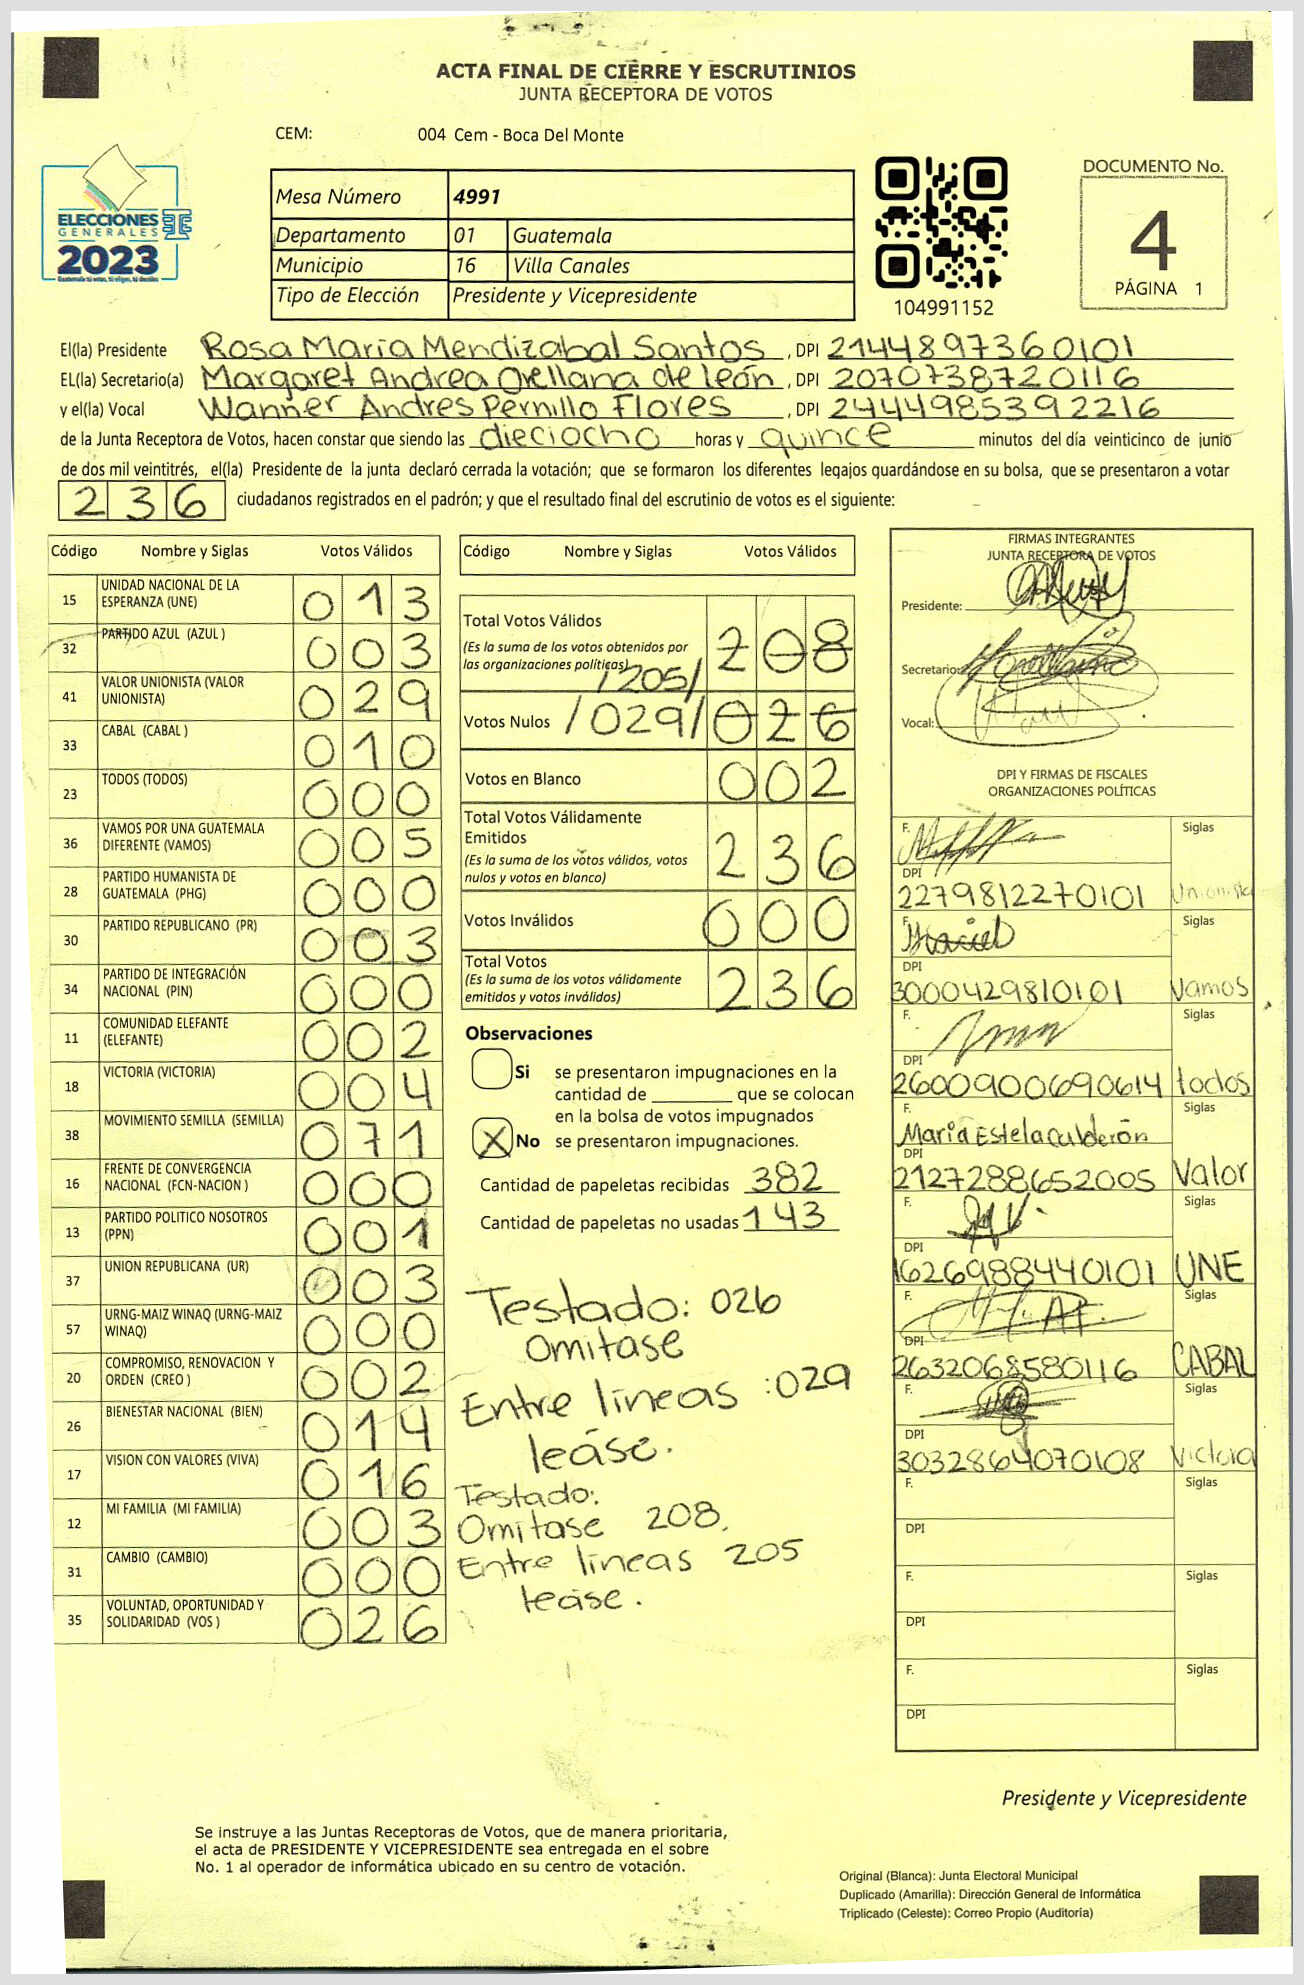 ACTA FINAL DE CIERRE Y ESCRUTINIOS
JUNTA RECEPTORA DE VOTOS
CEM: 004 Cem - Boca Del Monte
ELECCIONES
GENERALES
2023
Mesa Número 4991
Departamento 01 Guatemala
Municipio 16 Villa Canales
Tipo de Elección Presidente y Vicepresidente
104991152
DOCUMENTO No.
4
PÁGINA 1
El(la) Presidente Rosa María Mendizabal Santos, DPI 2144897360101
EL(la) Secretario(a) Margaret Andrea Orellana de león, DPI 2070738720116
y el(la) Vocal Wanner Andres Pernillo Flores, DPI 2444985392216
de la Junta Receptora de Votos, hacen constar que siendo las dieciocho horas y quince minutos del día veinticinco de junio
de dos mil veintitrés, el(la) Presidente de la junta declaró cerrada la votación; que se formaron los diferentes legajos guardándose en su bolsa, que se presentaron a votar
236 ciudadanos registrados en el padrón; y que el resultado final del escrutinio de votos es el siguiente:
Código Nombre y Siglas Votos Válidos
15 UNIDAD NACIONAL DE LA ESPERANZA (UNE) 013
32 PARTIDO AZUL (AZUL ) 003
41 VALOR UNIONISTA (VALOR UNIONISTA) 029
33 CABAL (CABAL ) 010
23 TODOS (TODOS) 000
36 VAMOS POR UNA GUATEMALA DIFERENTE (VAMOS) 005
28 PARTIDO HUMANISTA DE GUATEMALA (PHG) 000
30 PARTIDO REPUBLICANO (PR) 003
34 PARTIDO DE INTEGRACIÓN NACIONAL (PIN) 000
11 COMUNIDAD ELEFANTE (ELEFANTE) 002
18 VICTORIA (VICTORIA) 004
38 MOVIMIENTO SEMILLA (SEMILLA) 071
16 FRENTE DE CONVERGENCIA NACIONAL (FCN-NACION ) 000
13 PARTIDO POLITICO NOSOTROS (PPN) 001
37 UNION REPUBLICANA (UR) 003
57 URNG-MAIZ WINAQ (URNG-MAIZ WINAQ) 000
20 COMPROMISO, RENOVACION Y ORDEN (CREO ) 002
26 BIENESTAR NACIONAL (BIEN) 014
17 VISION CON VALORES (VIVA) 016
12 MI FAMILIA (MI FAMILIA) 003
31 CAMBIO (CAMBIO) 000
35 VOLUNTAD, OPORTUNIDAD Y SOLIDARIDAD (VOS ) 026
Código Nombre y Siglas Votos Válidos
Total Votos Válidos
(Es la suma de los votos obtenidos por
las organizaciones políticas) /205/ 208
Votos Nulos /029/ 026
Votos en Blanco 002
Total Votos Válidamente
Emitidos
(Es la suma de los votos válidos, votos
nulos y votos en blanco) 236
Votos Inválidos 000
Total Votos
(Es la suma de los votos válidamente
emitidos y votos inválidos) 236
Observaciones
Si se presentaron impugnaciones en la
cantidad de ________ que se colocan
en la bolsa de votos impugnados
X No se presentaron impugnaciones.
Cantidad de papeletas recibidas 382
Cantidad de papeletas no usadas 143
Testado: 026
Omitase
Entre líneas :029
leáse.
Testado:
Omitase 208,
Entre líneas 205
leáse.
FIRMAS INTEGRANTES
JUNTA RECEPTORA DE VOTOS
Presidente:
Secretario:
Vocal:
DPI Y FIRMAS DE FISCALES
ORGANIZACIONES POLÍTICAS
F. Siglas
DPI
2279812270101 Unionista
F. Siglas
DPI
3000429810101 Vamos
F. Siglas
DPI
2600900690614 todos
F. Siglas
Maria Estela Calderón
DPI
2127288652005 Valor
F. Siglas
DPI
1626988440101 UNE
F. Siglas
DPI
2632068580116 CABAL
F. Siglas
DPI
3032864070108 Victoria
F. Siglas
DPI
F. Siglas
DPI
F. Siglas
DPI
Presidente y Vicepresidente
Se instruye a las Juntas Receptoras de Votos, que de manera prioritaria,
el acta de PRESIDENTE Y VICEPRESIDENTE sea entregada en el sobre
No. 1 al operador de informática ubicado en su centro de votación.
Original (Blanca): Junta Electoral Municipal
Duplicado (Amarilla): Dirección General de Informática
Triplicado (Celeste): Correo Propio (Auditoría)